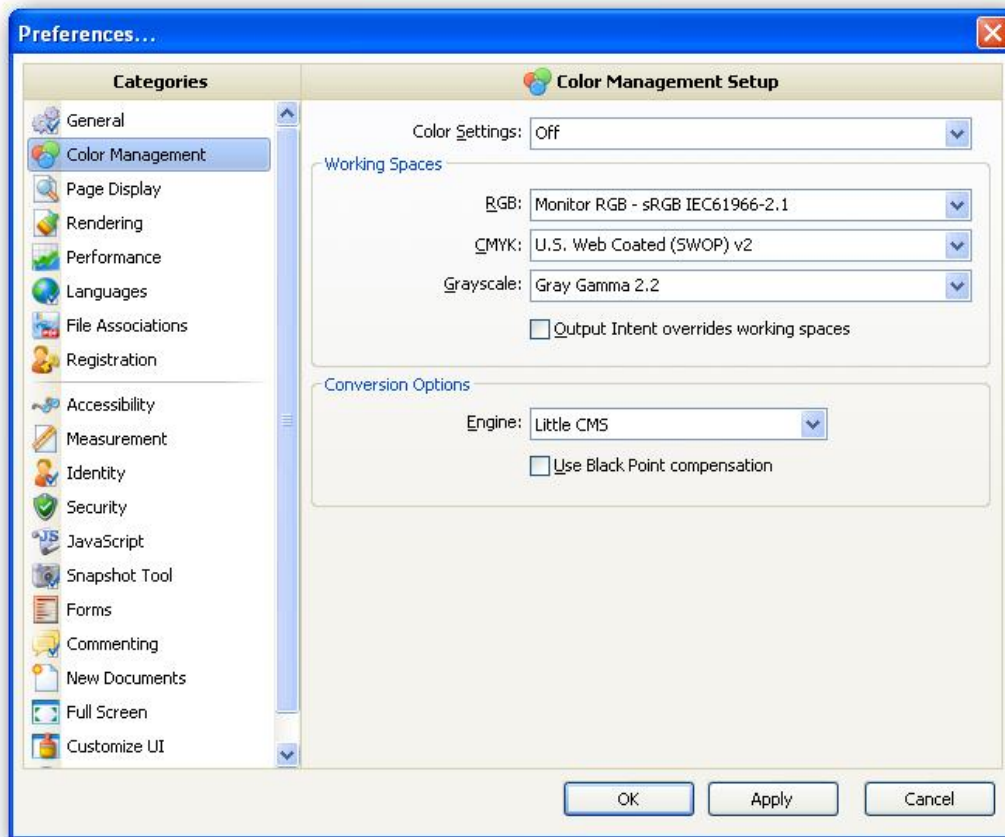 Preferences...
Categories
General
Color Management
Page Display
Rendering
Performance
Languages
File Associations
Registration
Accessibility
Measurement
Identity
Security
JavaScript
Snapshot Tool
Forms
Commenting
New Documents
Full Screen
Customize UI
Color Management Setup
Color Settings: Off
Working Spaces
RGB: Monitor RGB - sRGB IEC61966-2.1
CMYK: U.S. Web Coated (SWOP) v2
Grayscale: Gray Gamma 2.2
Output Intent overrides working spaces
Conversion Options
Engine: Little CMS
Use Black Point compensation
OK Apply Cancel